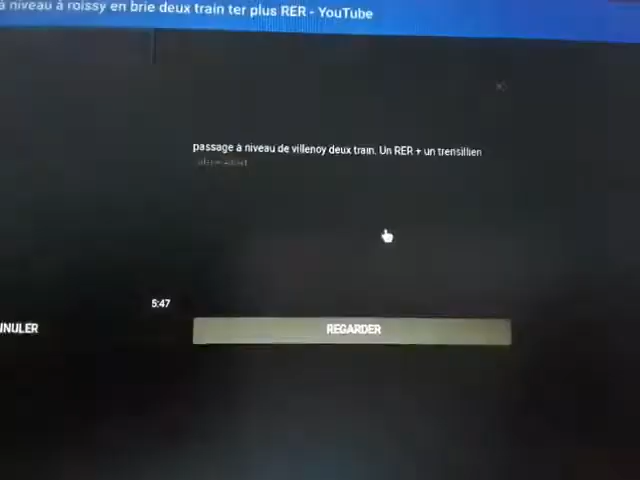 à niveau à roissy en brie deux train ter plus RER - YouTube
passage à niveau de villenoy deux train. Un RER + un trensillien
5:47
NNULER
REGARDER